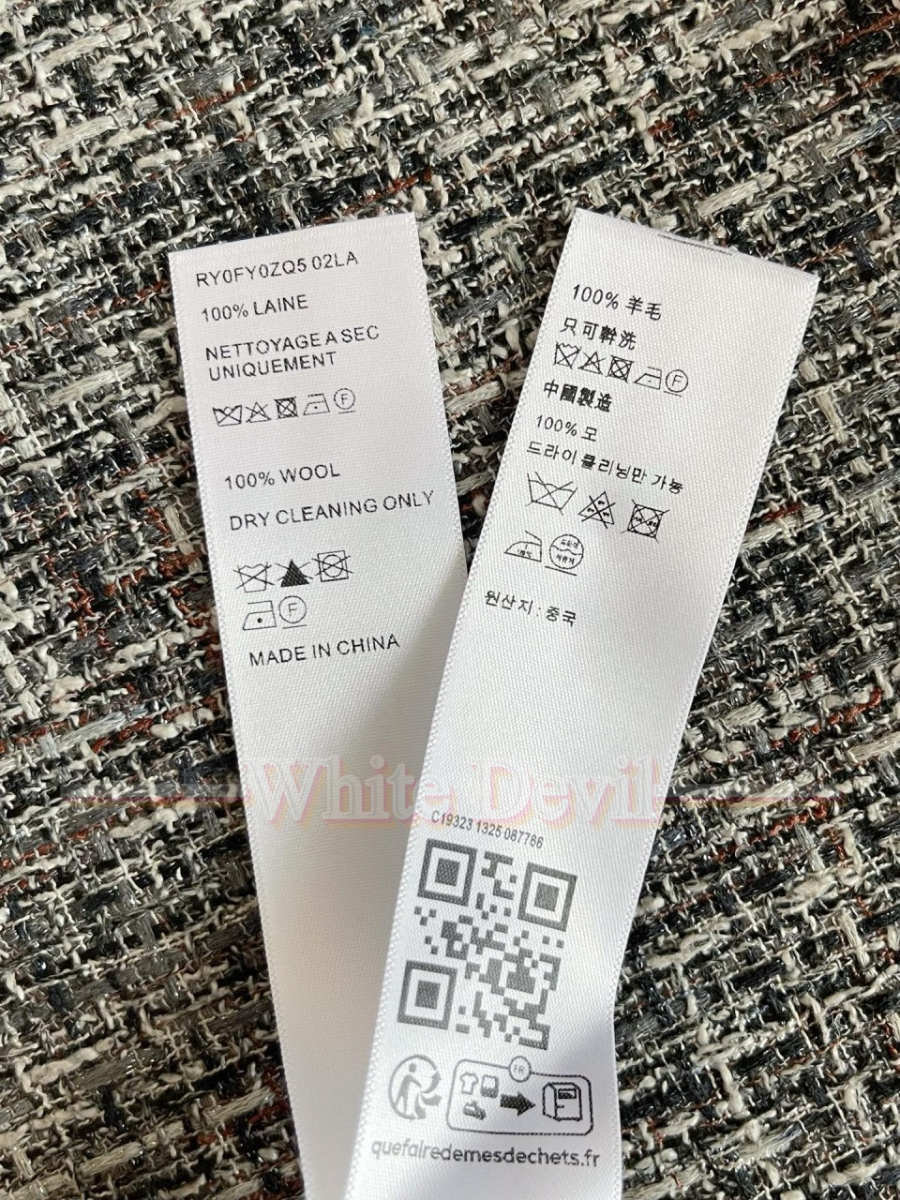 RY0FY0ZQ5 02LA
100% LAINE
NETTOYAGE A SEC
UNIQUEMENT
100% WOOL
DRY CLEANING ONLY
F
MADE IN CHINA
100% 羊毛
只可幹洗
F
中國製造
100% 모
드라이 클리닝만 가능
원산지 : 중국
White Devil
C19323 1325 087766
FR
quefairedemesdechets.fr